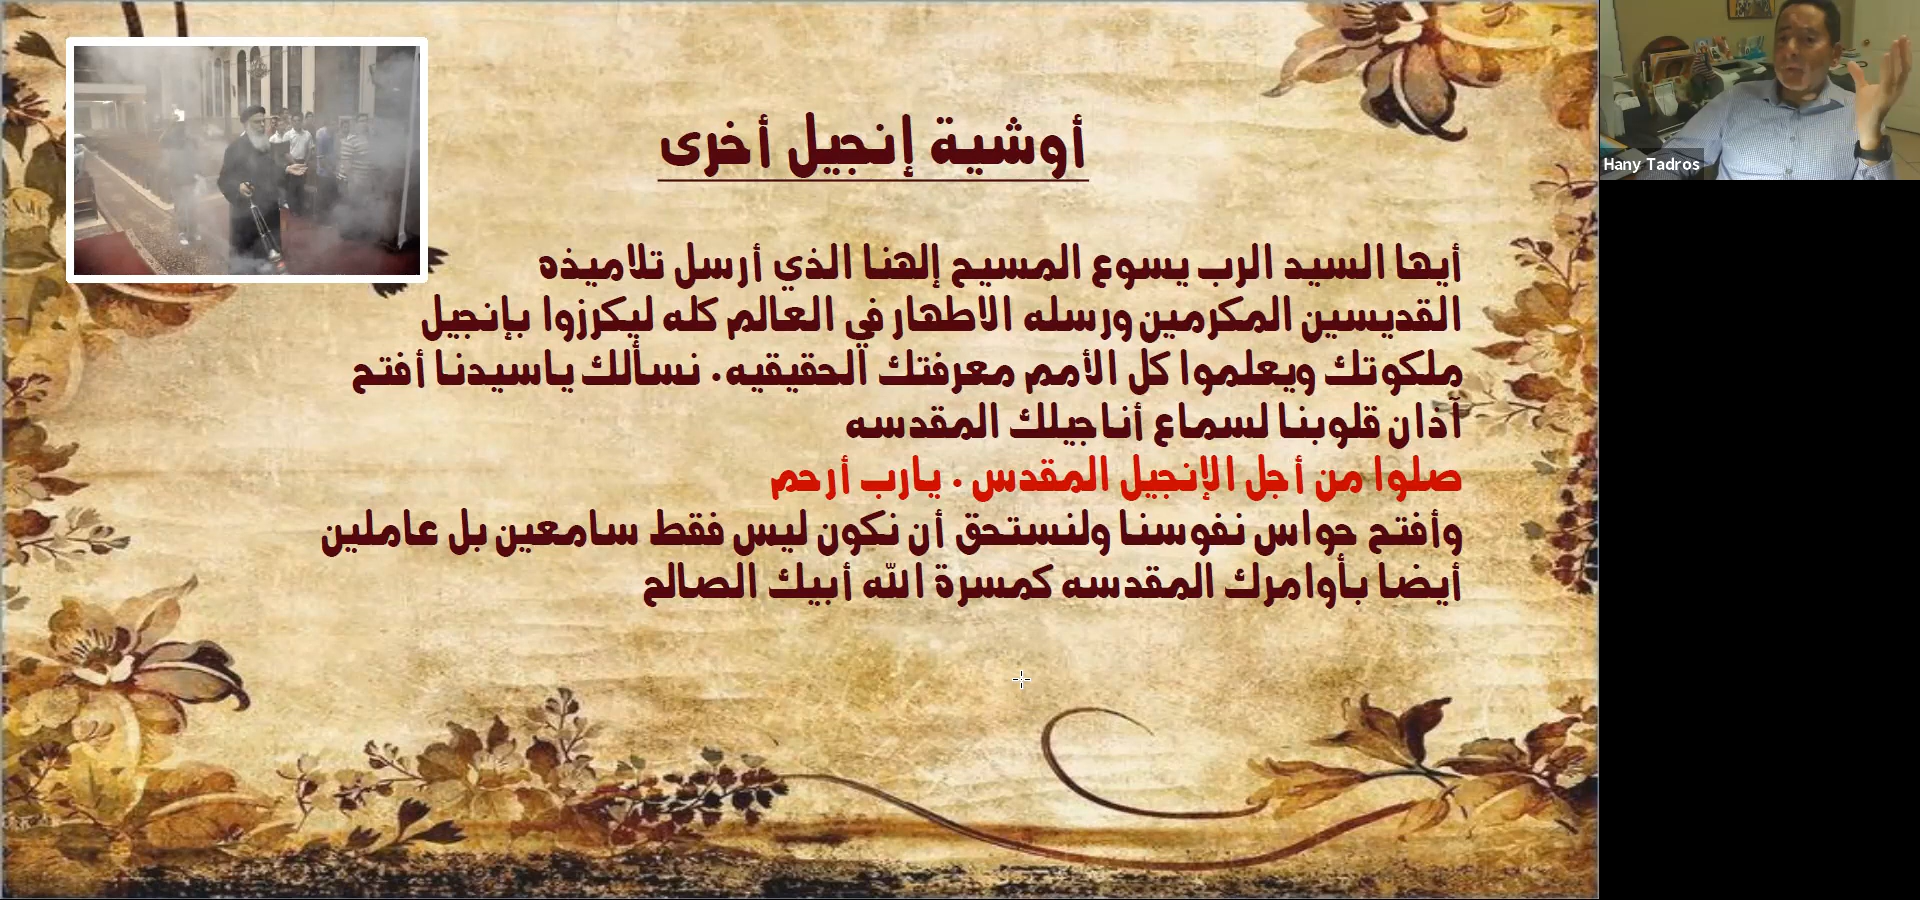 أوشية إنجيل أخرى
أيها السيد الرب يسوع المسيح إلهنا الذي أرسل تلاميذه
القديسين المكرمين ورسله الاطهار في العالم كله ليكرزوا بإنجيل
ملكوتك ويعلموا كل الأمم معرفتك الحقيقيه. نسألك ياسيدنا أفتح
آذان قلوبنا لسماع أناجيلك المقدسه
صلوا من أجل الإنجيل المقدس . يارب أرحم
وأفتح حواس نفوسنا ولنستحق أن نكون ليس فقط سامعين بل عاملين
أيضا بأوامرك المقدسه كمسرة الله أبيك الصالح
Hany Tadros